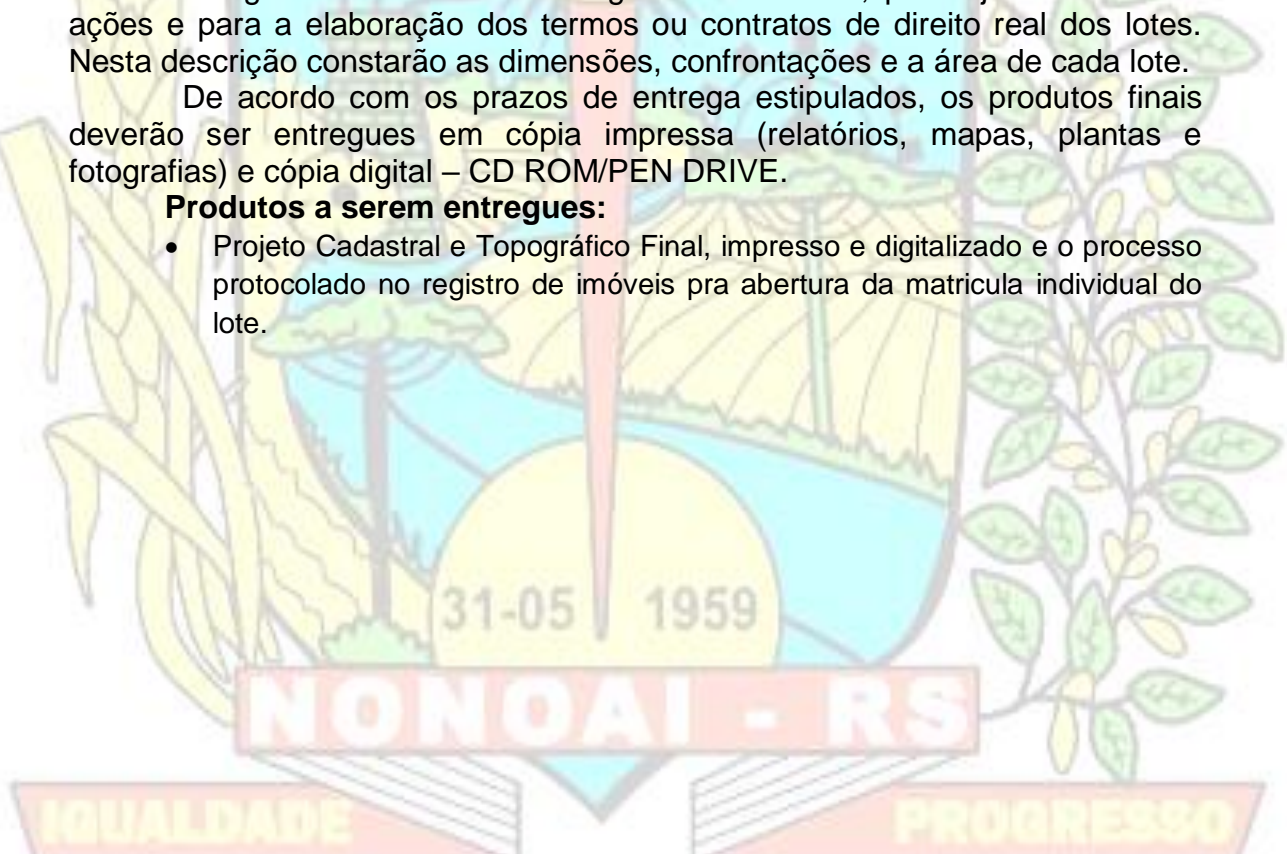 ações e para a elaboração dos termos ou contratos de direito real dos lotes.
Nesta descrição constarão as dimensões, confrontações e a área de cada lote.
De acordo com os prazos de entrega estipulados, os produtos finais
deverão ser entregues em cópia impressa (relatórios, mapas, plantas e
fotografias) e cópia digital – CD ROM/PEN DRIVE.
Produtos a serem entregues:
• Projeto Cadastral e Topográfico Final, impresso e digitalizado e o processo
protocolado no registro de imóveis pra abertura da matricula individual do
lote.
31-05 1959
NONOAI - RS
IGUALDADE PROGRESSO